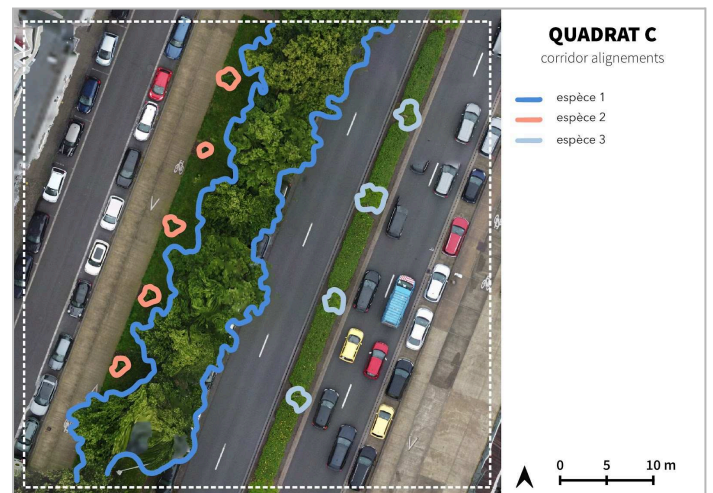 QUADRAT C
corridor alignements
espèce 1
espèce 2
espèce 3
0 5 10 m